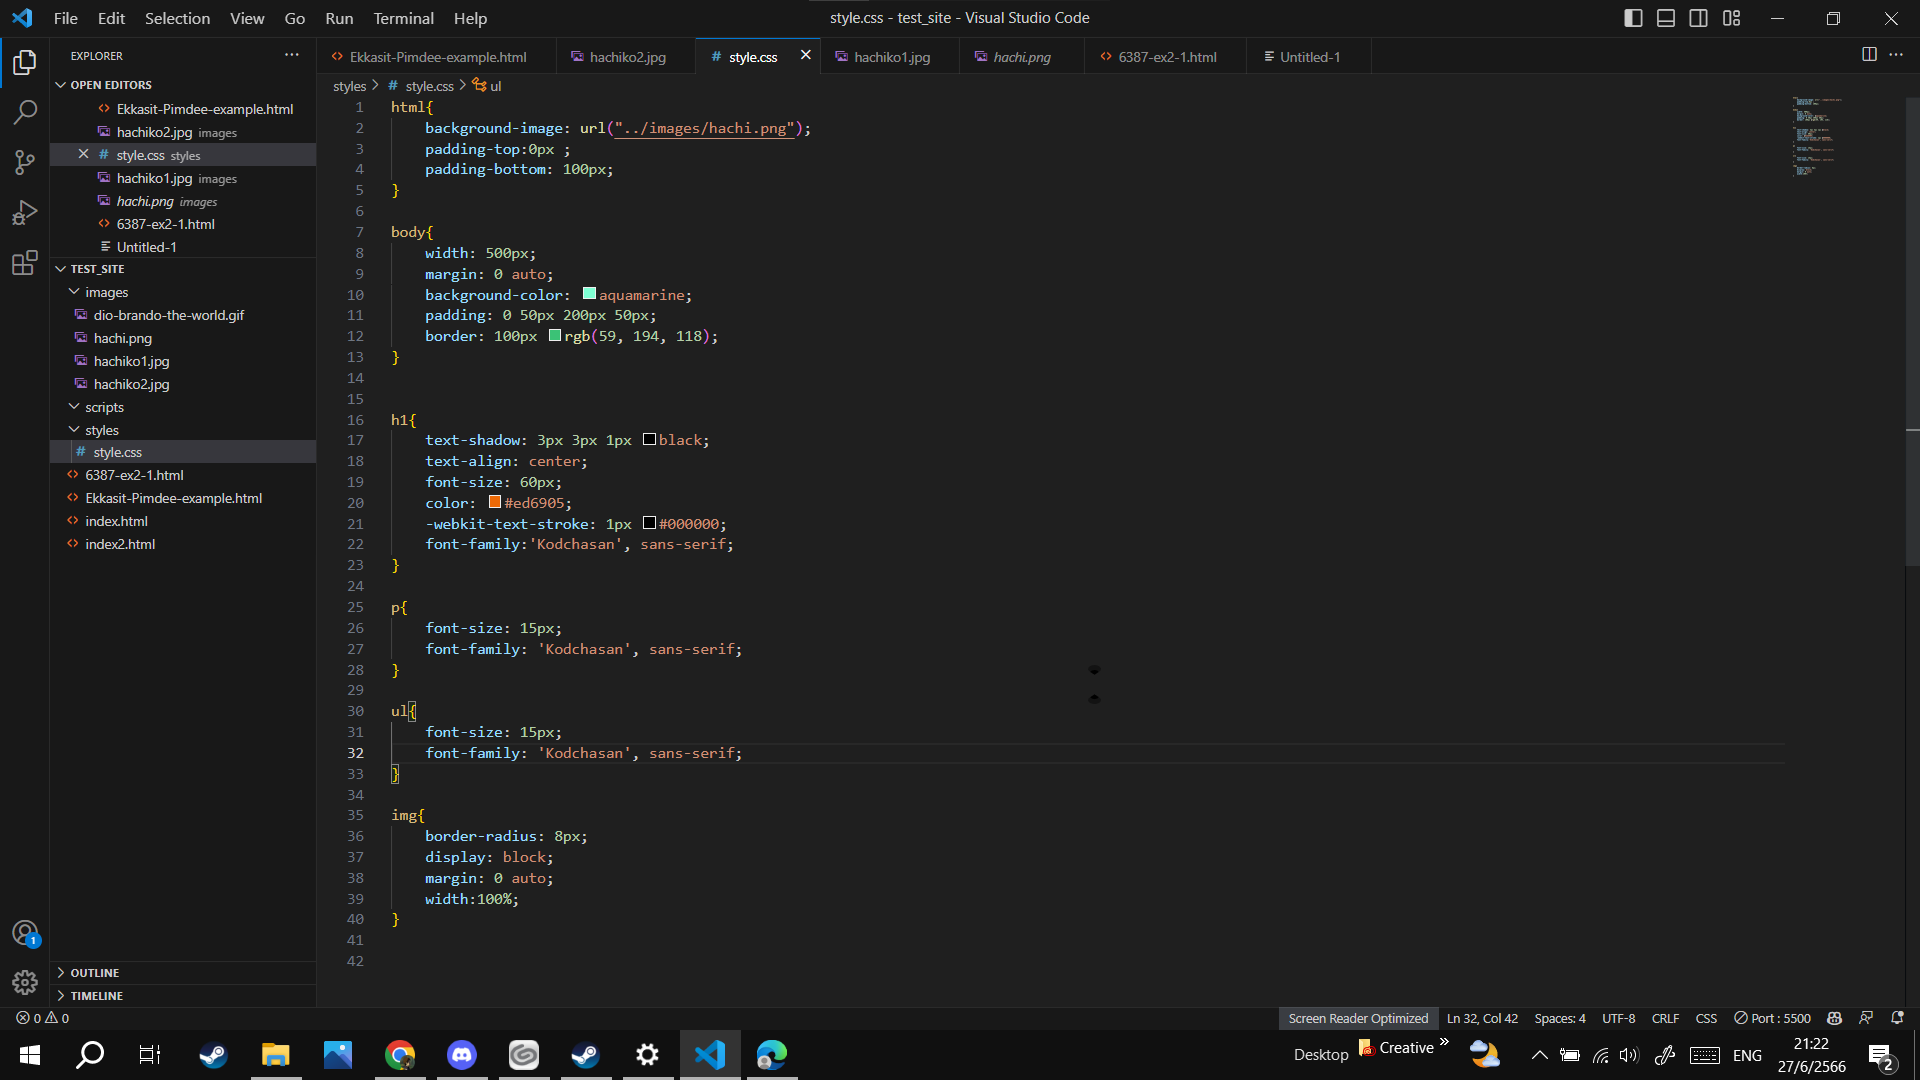 File Edit Selection View Go Run Terminal Help
style.css - test_site - Visual Studio Code
EXPLORER
OPEN EDITORS
Ekkasit-Pimdee-example.html
hachiko2.jpg images
style.css styles
hachiko1.jpg images
hachi.png images
6387-ex2-1.html
Untitled-1
TEST_SITE
images
dio-brando-the-world.gif
hachi.png
hachiko1.jpg
hachiko2.jpg
scripts
styles
style.css
6387-ex2-1.html
Ekkasit-Pimdee-example.html
index.html
index2.html
OUTLINE
TIMELINE
Ekkasit-Pimdee-example.html hachiko2.jpg style.css hachiko1.jpg hachi.png 6387-ex2-1.html Untitled-1
styles > style.css > ul
1 html{
2 background-image: url("../images/hachi.png");
3 padding-top:0px ;
4 padding-bottom: 100px;
5 }
6
7 body{
8 width: 500px;
9 margin: 0 auto;
10 background-color: aquamarine;
11 padding: 0 50px 200px 50px;
12 border: 100px rgb(59, 194, 118);
13 }
14
15
16 h1{
17 text-shadow: 3px 3px 1px black;
18 text-align: center;
19 font-size: 60px;
20 color: #ed6905;
21 -webkit-text-stroke: 1px #000000;
22 font-family:'Kodchasan', sans-serif;
23 }
24
25 p{
26 font-size: 15px;
27 font-family: 'Kodchasan', sans-serif;
28 }
29
30 ul{
31 font-size: 15px;
32 font-family: 'Kodchasan', sans-serif;
33 }
34
35 img{
36 border-radius: 8px;
37 display: block;
38 margin: 0 auto;
39 width:100%;
40 }
41
42
1
0 0
Screen Reader Optimized Ln 32, Col 42 Spaces: 4 UTF-8 CRLF CSS Port : 5500
Desktop Creative » ENG
21:22
27/6/2566
2